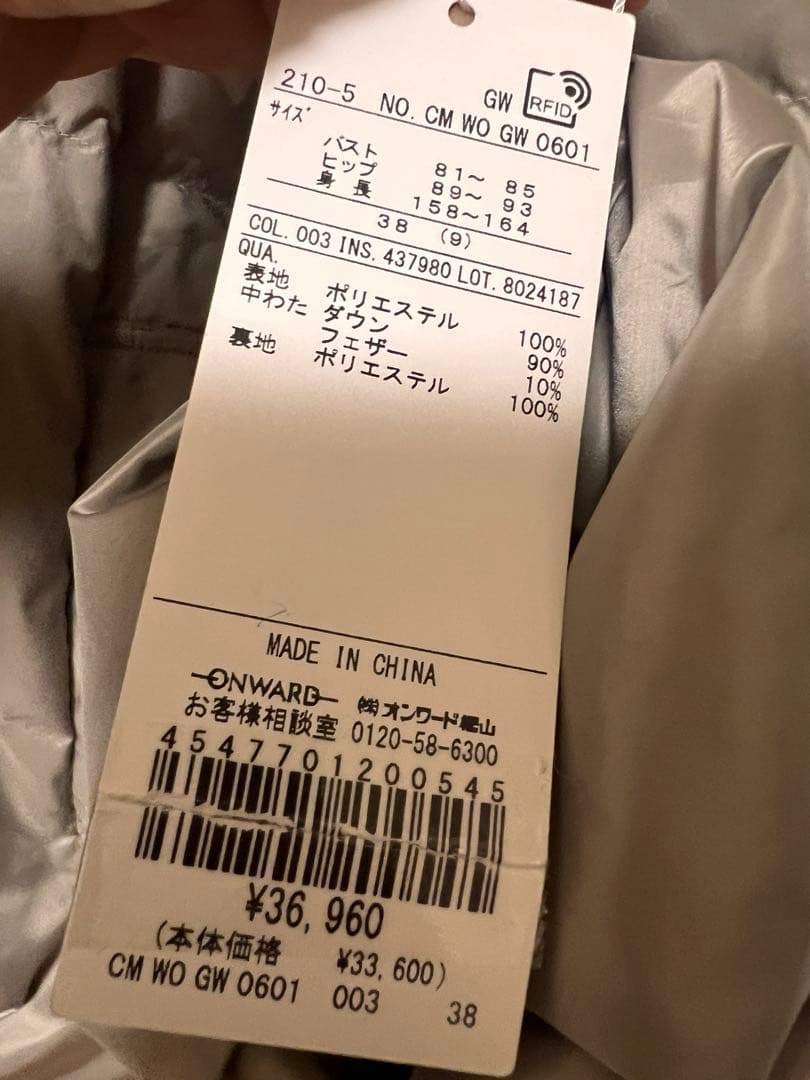 210-5 NO. CM WO GW 0601
GW RFID
サイズ
バスト 81～ 85
ヒップ 89～ 93
身長 158～164
38 (9)
COL. 003 INS. 437980 LOT. 8024187
QUA.
表地 ポリエステル 100%
中わた ダウン 90%
フェザー 10%
裏地 ポリエステル 100%
MADE IN CHINA
ONWARD ㈱オンワード樫山
お客様相談室 0120-58-6300
4547701200545
¥36,960
(本体価格 ¥33,600)
CM WO GW 0601 003 38